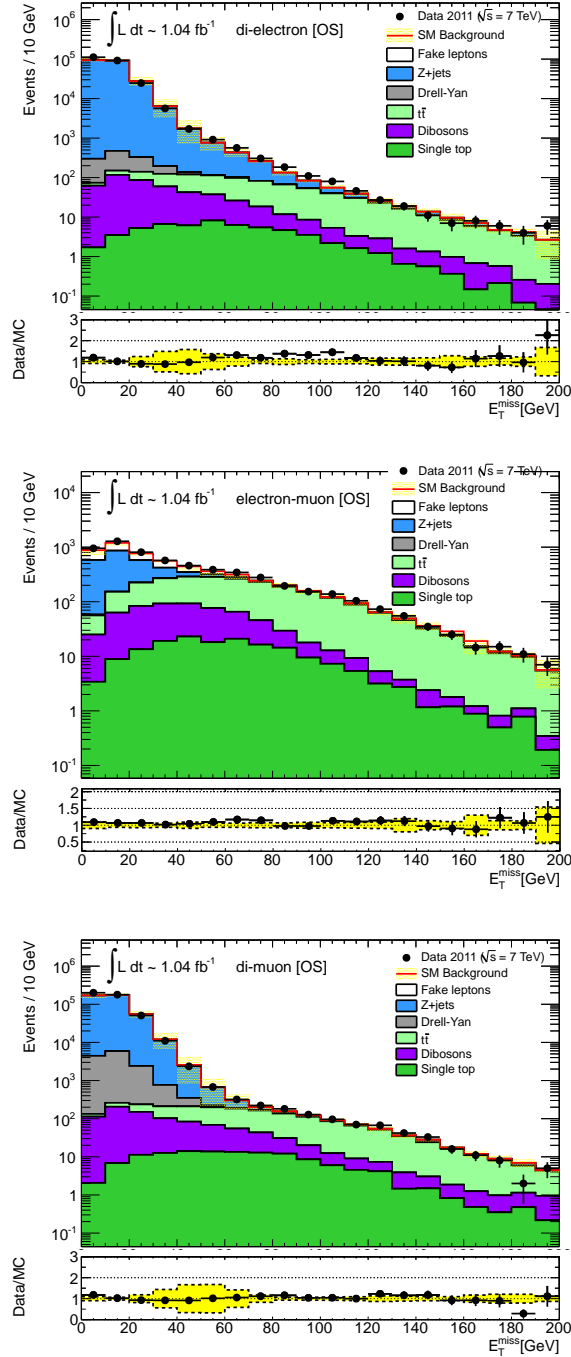 ∫ L dt ~ 1.04 fb⁻¹ di-electron [OS]
Data 2011 (√s = 7 TeV)
SM Background
Fake leptons
Z+jets
Drell-Yan
tt̄
Dibosons
Single top
Events / 10 GeV
10⁶
10⁵
10⁴
10³
10²
10
1
10⁻¹
Data/MC
3
2
1
0
0 20 40 60 80 100 120 140 160 180 200
E_T^miss [GeV]
∫ L dt ~ 1.04 fb⁻¹ electron-muon [OS]
Data 2011 (√s = 7 TeV)
SM Background
Fake leptons
Z+jets
Drell-Yan
tt̄
Dibosons
Single top
Events / 10 GeV
10⁴
10³
10²
10
1
10⁻¹
Data/MC
2
1.5
1
0.5
0 20 40 60 80 100 120 140 160 180 200
E_T^miss [GeV]
∫ L dt ~ 1.04 fb⁻¹ di-muon [OS]
Data 2011 (√s = 7 TeV)
SM Background
Fake leptons
Z+jets
Drell-Yan
tt̄
Dibosons
Single top
Events / 10 GeV
10⁶
10⁵
10⁴
10³
10²
10
1
10⁻¹
Data/MC
3
2
1
0
0 20 40 60 80 100 120 140 160 180 200
E_T^miss [GeV]